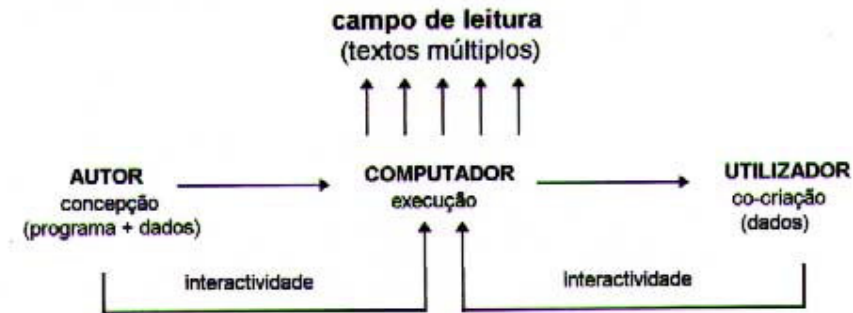 campo de leitura
(textos múltiplos)
AUTOR
concepção
(programa + dados)
COMPUTADOR
execução
UTILIZADOR
co-criação
(dados)
interactividade
interactividade